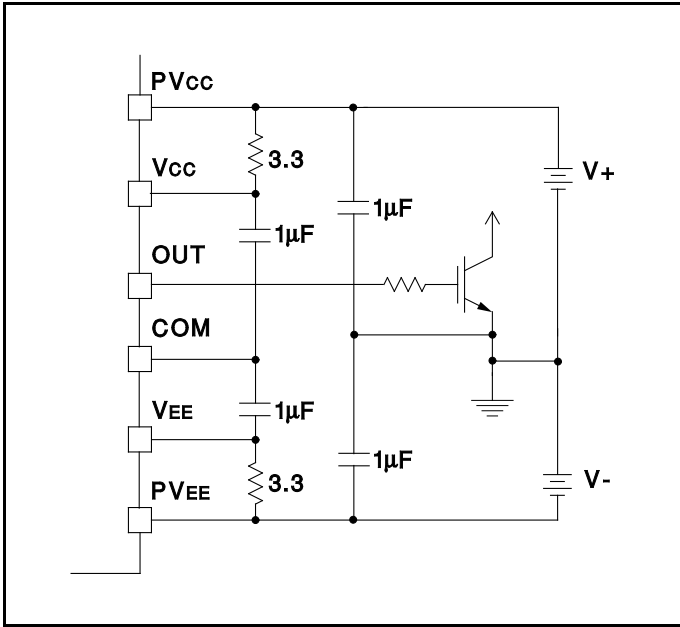 PVCC
3.3
VCC
V+
1µF
1µF
OUT
COM
VEE
1µF
1µF
3.3
V-
PVEE